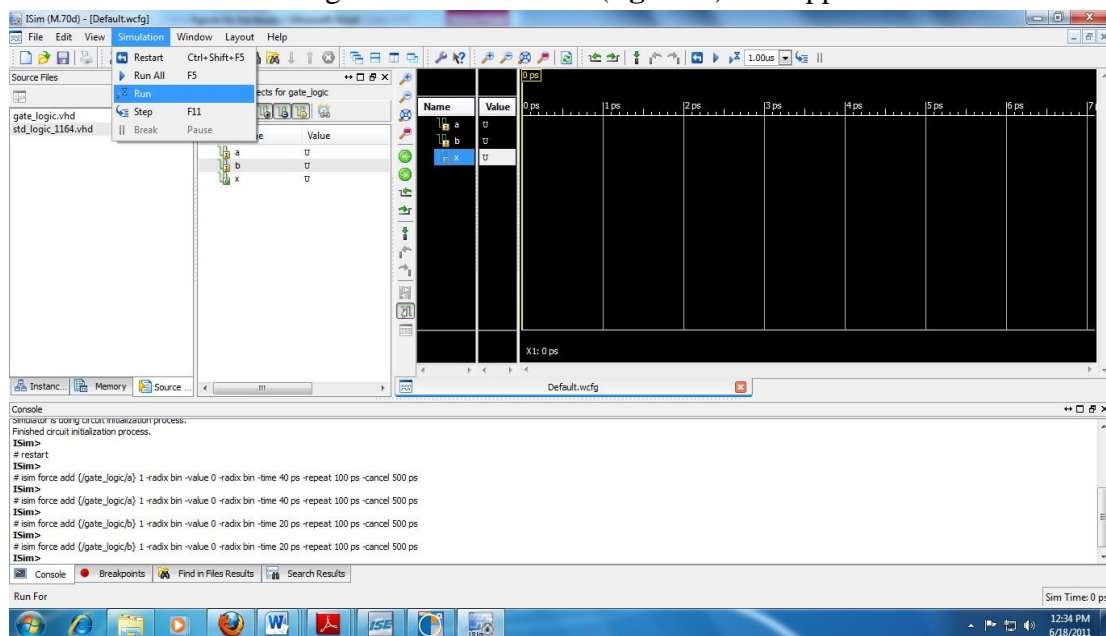 ISim (M.70d) - [Default.wcfg]
File Edit View Simulation Window Layout Help
Restart Ctrl+Shift+F5
Run All F5
Run
Step F11
Break Pause
1.00us
Source Files
gate_logic.vhd
std_logic_1164.vhd
ects for gate_logic
e Value
a U
b U
x U
Name Value
a U
b U
x U
0 ps
0 ps 1 ps 2 ps 3 ps 4 ps 5 ps 6 ps 7
X1: 0 ps
Instanc... Memory Source ...
Default.wcfg
Console
Simulator is doing circuit initialization process.
Finished circuit initialization process.
ISim>
# restart
ISim>
# isim force add {/gate_logic/a} 1 -radix bin -value 0 -radix bin -time 40 ps -repeat 100 ps -cancel 500 ps
ISim>
# isim force add {/gate_logic/a} 1 -radix bin -value 0 -radix bin -time 40 ps -repeat 100 ps -cancel 500 ps
ISim>
# isim force add {/gate_logic/b} 1 -radix bin -value 0 -radix bin -time 20 ps -repeat 100 ps -cancel 500 ps
ISim>
# isim force add {/gate_logic/b} 1 -radix bin -value 0 -radix bin -time 20 ps -repeat 100 ps -cancel 500 ps
ISim>
Console Breakpoints Find in Files Results Search Results
Run For
Sim Time: 0 ps
ISE
ISim
12:34 PM
6/18/2011